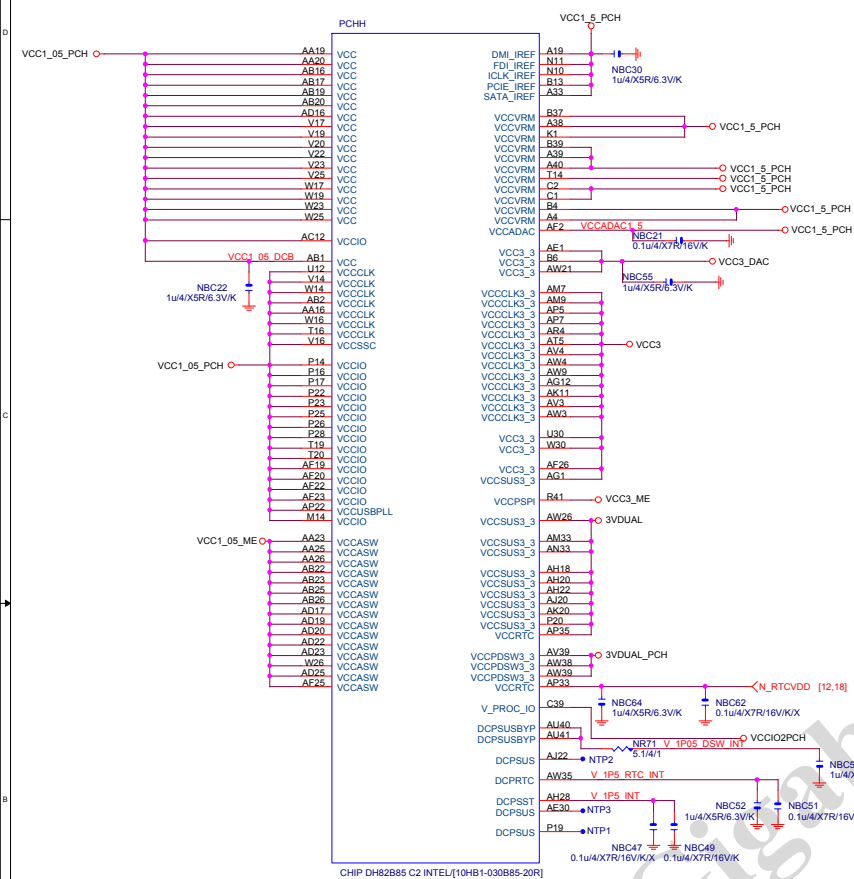 VCC1_5_PCH
PCHH
D
VCC1_05_PCH
AA19 VCC DMI_IREF A19
AA20 VCC FDI_IREF N11
AB16 VCC ICLK_IREF N10
AB17 VCC PCIE_IREF B13
AB19 VCC SATA_IREF A33
NBC30
1u/4/X5R/6.3V/K
AB20 VCC
AD16 VCC VCCVRM B37
V17 VCC VCCVRM A38 VCC1_5_PCH
V19 VCC VCCVRM K1
V20 VCC VCCVRM B39
V22 VCC VCCVRM A39
V23 VCC VCCVRM A40 VCC1_5_PCH
V25 VCC VCCVRM T14 VCC1_5_PCH
W17 VCC VCCVRM C2 VCC1_5_PCH
W19 VCC VCCVRM C1
W23 VCC VCCVRM B4 VCC1_5_PCH
W25 VCC VCCVRM A4
VCCADAC AF2 VCCADAC1_5 VCC1_5_PCH
AC12 VCCIO
NBC21
0.1u/4/X7R/16V/K
VCC3_3 AE1
VCC1_05_DCB AB1 VCC VCC3_3 B6 VCC3_DAC
U12 VCCCLK VCC3_3 AW21
V14 VCCCLK
NBC22
1u/4/X5R/6.3V/K
NBC55
1u/4/X5R/6.3V/K
W14 VCCCLK VCCCLK3_3 AM7
AB2 VCCCLK VCCCLK3_3 AM9
AA16 VCCCLK VCCCLK3_3 AP5
W16 VCCCLK VCCCLK3_3 AP7
T16 VCCCLK VCCCLK3_3 AR4
V16 VCCSSC VCCCLK3_3 AT5 VCC3
VCCCLK3_3 AV4
VCC1_05_PCH P14 VCCIO VCCCLK3_3 AW4
P16 VCCIO VCCCLK3_3 AW9
P17 VCCIO VCCCLK3_3 AG12
P22 VCCIO VCCCLK3_3 AK11
P23 VCCIO VCCCLK3_3 AV3
C
P25 VCCIO VCCCLK3_3 AW3
P26 VCCIO
P28 VCCIO VCC3_3 U30
T19 VCCIO VCC3_3 W30
T20 VCCIO
AF19 VCCIO VCC3_3 AF26
AF20 VCCIO VCCSUS3_3 AG1
AF22 VCCIO
AF23 VCCIO VCCPSPI R41 VCC3_ME
AP22 VCCUSBPLL
M14 VCCIO VCCSUS3_3 AW26 3VDUAL
VCC1_05_ME AA23 VCCASW VCCSUS3_3 AM33
AA25 VCCASW VCCSUS3_3 AN33
AA26 VCCASW
AB22 VCCASW VCCSUS3_3 AH18
AB23 VCCASW VCCSUS3_3 AH20
AB25 VCCASW VCCSUS3_3 AH22
AB26 VCCASW VCCSUS3_3 AJ20
AD17 VCCASW VCCSUS3_3 AK20
AD19 VCCASW VCCSUS3_3 P20
AD20 VCCASW VCCRTC AP35
AD22 VCCASW
AD23 VCCASW VCCPDSW3_3 AV39 3VDUAL_PCH
W26 VCCASW VCCPDSW3_3 AW38
AD25 VCCASW VCCPDSW3_3 AW39
AF25 VCCASW VCCRTC AP33 N_RTCVDD [12,18]
NBC64
1u/4/X5R/6.3V/K
NBC62
0.1u/4/X7R/16V/K/X
V_PROC_IO C39
VCCIO2PCH
DCPSUSBYP AU40
DCPSUSBYP AU41
NR71 V_1P05_DSW_INT
5.1/4/1
DCPSUS AJ22 NTP2
NBC5
1u/4/X
DCPRTC AW35 V_1P5_RTC_INT
B
DCPSST AH28 V_1P5_INT
DCPSUS AE30 NTP3
NBC52
1u/4/X5R/6.3V/K
NBC51
0.1u/4/X7R/16V
DCPSUS P19 NTP1
NBC47
0.1u/4/X7R/16V/K/X
NBC49
0.1u/4/X7R/16V/K
CHIP DH82B85 C2 INTEL/[10HB1-030B85-20R]
Gigab